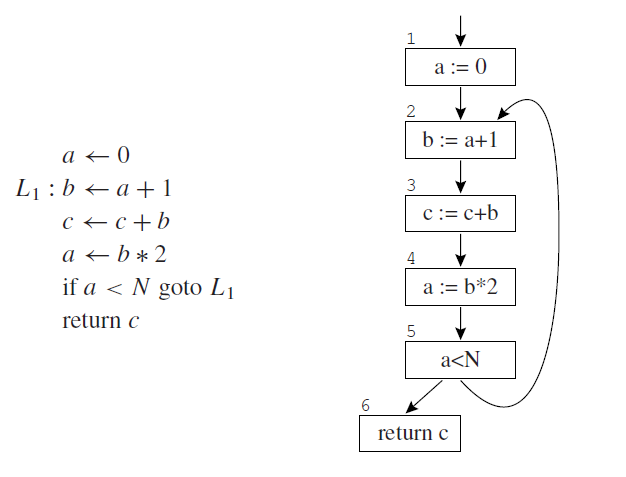 a ← 0
L₁ : b ← a + 1
c ← c + b
a ← b * 2
if a < N goto L₁
return c
1
a := 0
2
b := a+1
3
c := c+b
4
a := b*2
5
a<N
6
return c